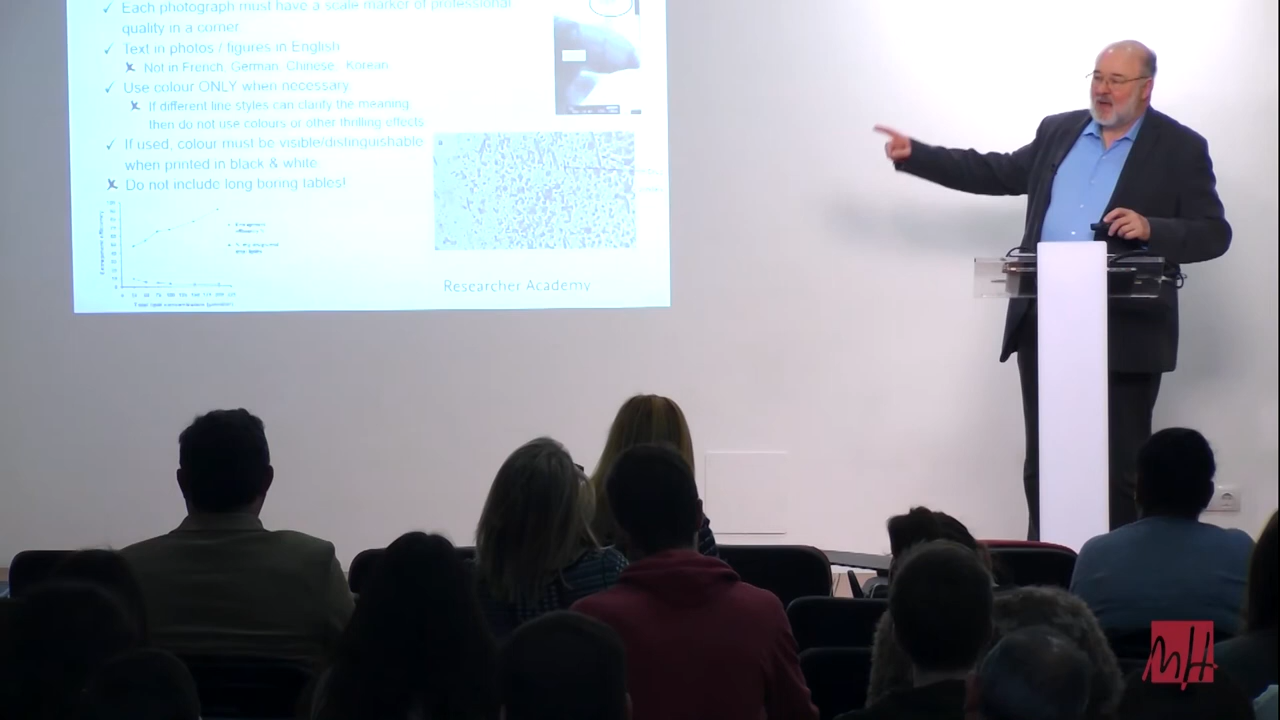 ✓ Each photograph must have a scale marker of professional
quality in a corner.
✓ Text in photos / figures in English
✗ Not in French, German, Chinese, Korean
✓ Use colour ONLY when necessary
✗ If different line styles can clarify the meaning,
then do not use colours or other thrilling effects.
✓ If used, colour must be visible/distinguishable
when printed in black & white.
✗ Do not include long boring tables!
Researcher Academy
MH